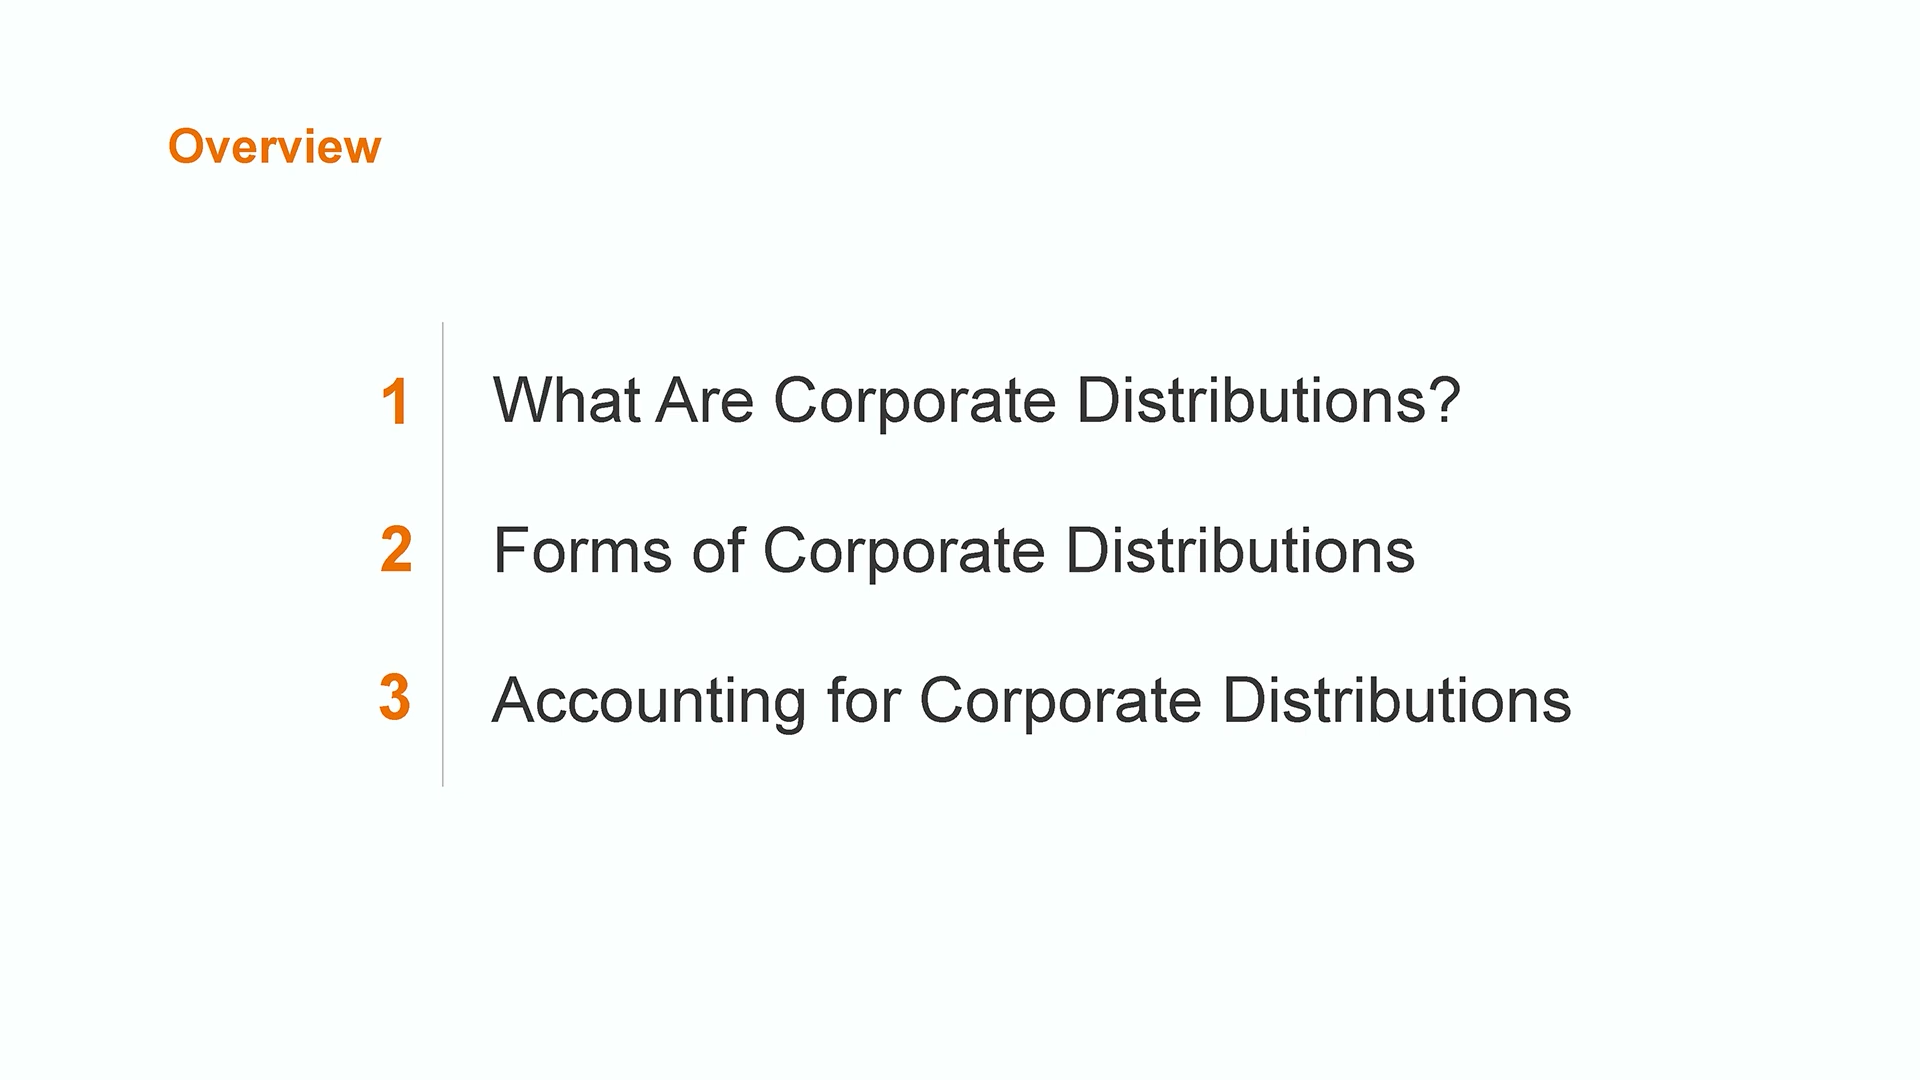 Overview
1 What Are Corporate Distributions?
2 Forms of Corporate Distributions
3 Accounting for Corporate Distributions